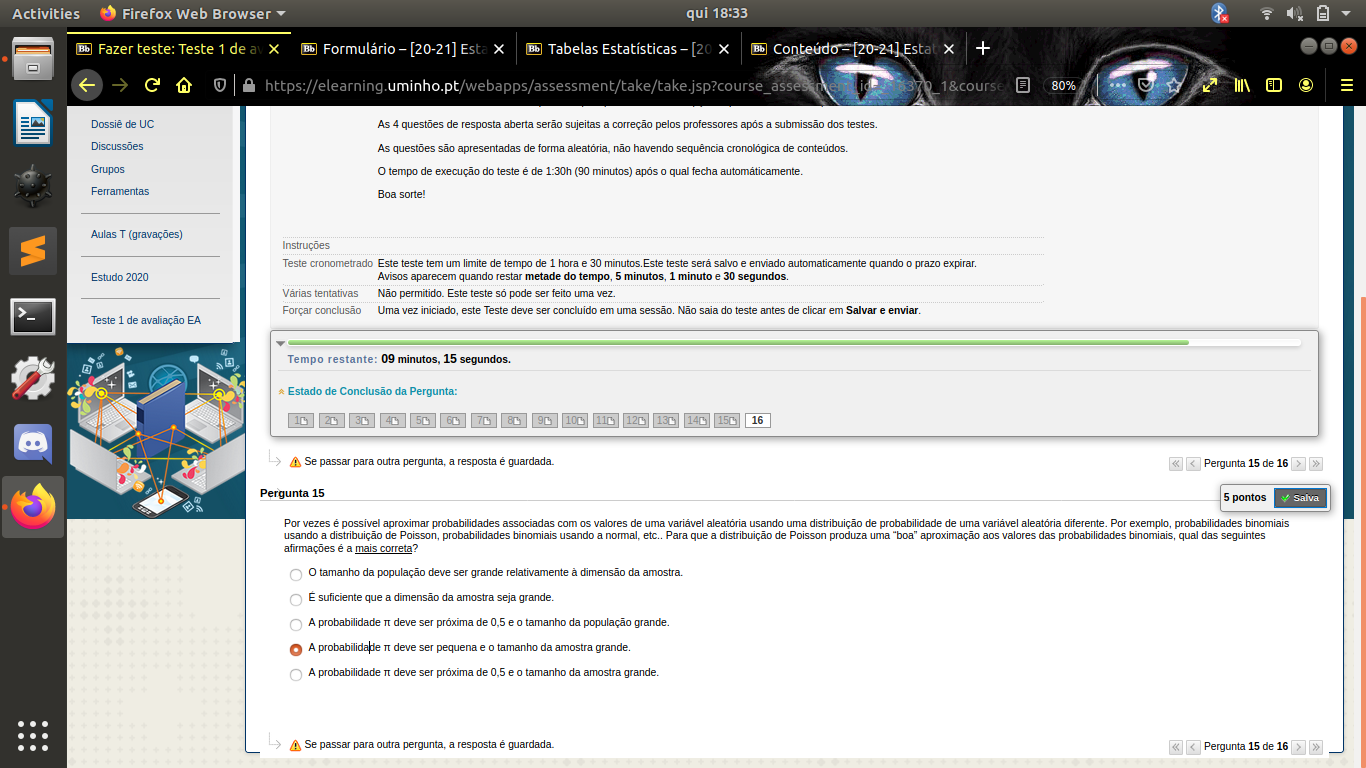 Activities
Firefox Web Browser
qui 18:33
Fazer teste: Teste 1 de av
Formulário – [20-21] Esta
Tabelas Estatísticas – [20
Conteúdo – [20-21] Estat
https://elearning.uminho.pt/webapps/assessment/take/take.jsp?course_assessment_id=
80%
Dossiê de UC
Discussões
Grupos
Ferramentas
Aulas T (gravações)
Estudo 2020
Teste 1 de avaliação EA
As 4 questões de resposta aberta serão sujeitas a correção pelos professores após a submissão dos testes.
As questões são apresentadas de forma aleatória, não havendo sequência cronológica de conteúdos.
O tempo de execução do teste é de 1:30h (90 minutos) após o qual fecha automáticamente.
Boa sorte!
Instruções
Teste cronometrado Este teste tem um limite de tempo de 1 hora e 30 minutos.Este teste será salvo e enviado automaticamente quando o prazo expirar.
Avisos aparecem quando restar metade do tempo, 5 minutos, 1 minuto e 30 segundos.
Várias tentativas Não permitido. Este teste só pode ser feito uma vez.
Forçar conclusão Uma vez iniciado, este Teste deve ser concluído em uma sessão. Não saia do teste antes de clicar em Salvar e enviar.
Tempo restante: 09 minutos, 15 segundos.
Estado de Conclusão da Pergunta:
1 2 3 4 5 6 7 8 9 10 11 12 13 14 15 16
Se passar para outra pergunta, a resposta é guardada.
Pergunta 15 de 16
Pergunta 15
5 pontos
Salva
Por vezes é possível aproximar probabilidades associadas com os valores de uma variável aleatória usando uma distribuição de probabilidade de uma variável aleatória diferente. Por exemplo, probabilidades binomiais
usando a distribuição de Poisson, probabilidades binomiais usando a normal, etc.. Para que a distribuição de Poisson produza uma “boa” aproximação aos valores das probabilidades binomiais, qual das seguintes
afirmações é a mais correta?
O tamanho da população deve ser grande relativamente à dimensão da amostra.
É suficiente que a dimensão da amostra seja grande.
A probabilidade π deve ser próxima de 0,5 e o tamanho da população grande.
A probabilidade π deve ser pequena e o tamanho da amostra grande.
A probabilidade π deve ser próxima de 0,5 e o tamanho da amostra grande.
Se passar para outra pergunta, a resposta é guardada.
Pergunta 15 de 16